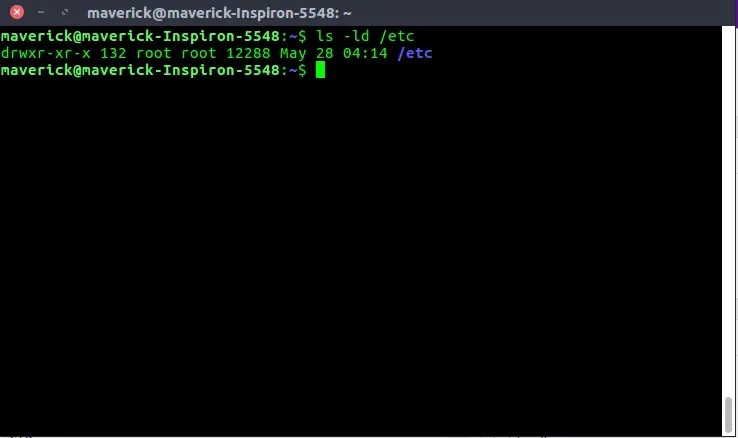 maverick@maverick-Inspiron-5548: ~
maverick@maverick-Inspiron-5548:~$ ls -ld /etc
drwxr-xr-x 132 root root 12288 May 28 04:14 /etc
maverick@maverick-Inspiron-5548:~$